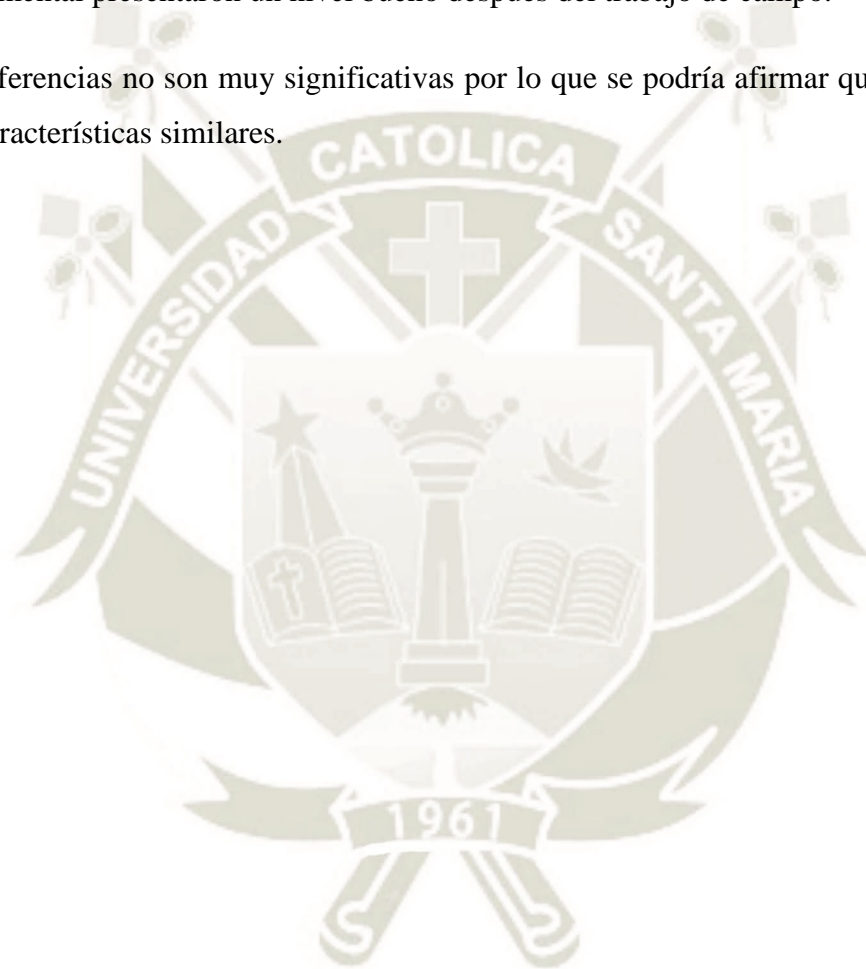 presentaron un nivel bueno después del trabajo de campo.
ferencias no son muy significativas por lo que se podría afirmar qu
racterísticas similares.
UNIVERSIDAD CATOLICA SANTA MARIA
1961